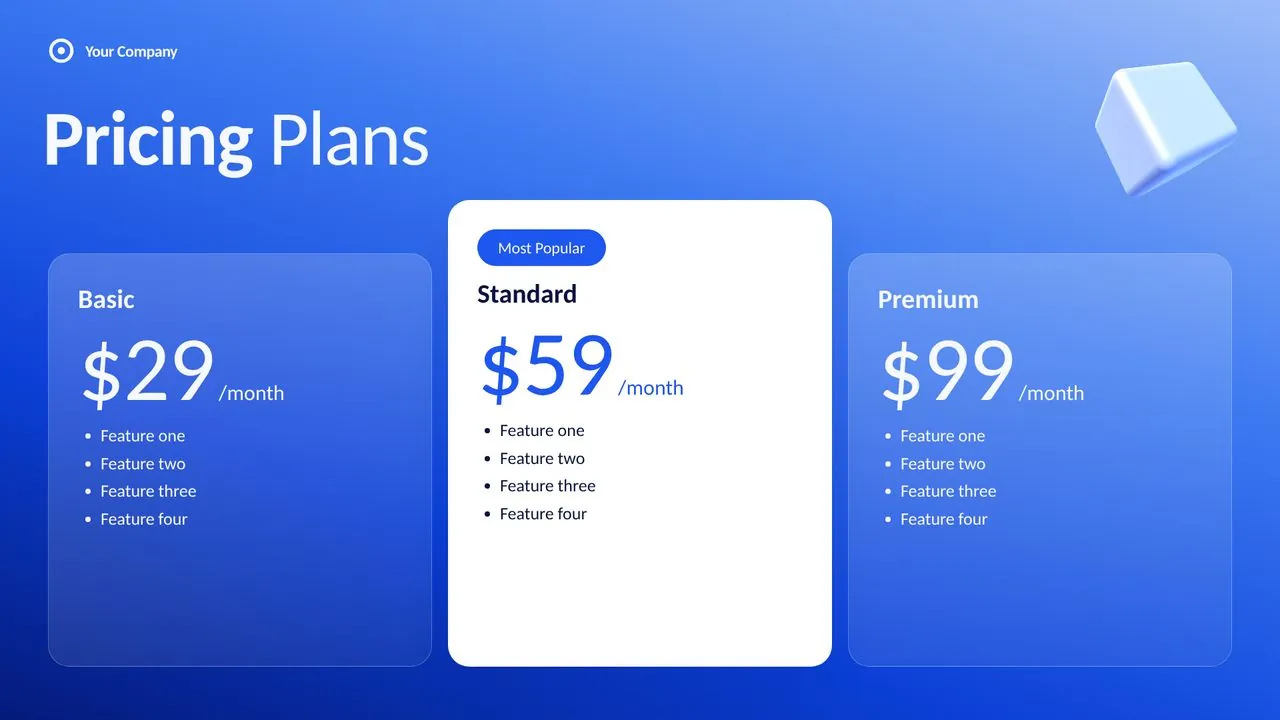 Your Company
Pricing Plans
Basic
$29 /month
• Feature one
• Feature two
• Feature three
• Feature four
Most Popular
Standard
$59 /month
• Feature one
• Feature two
• Feature three
• Feature four
Premium
$99 /month
• Feature one
• Feature two
• Feature three
• Feature four